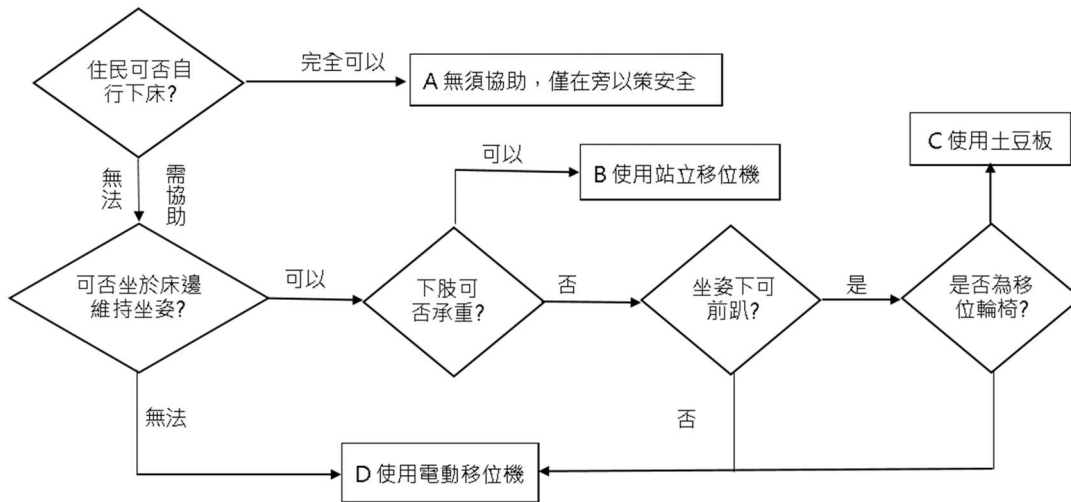 住民可否自
行下床?
完全可以
A 無須協助,僅在旁以策安全
無法
需協助
可以
B 使用站立移位機
C 使用土豆板
可否坐於床邊
維持坐姿?
可以
下肢可
否承重?
否
坐姿下可
前趴?
是
是否為移
位輪椅?
無法
否
D 使用電動移位機